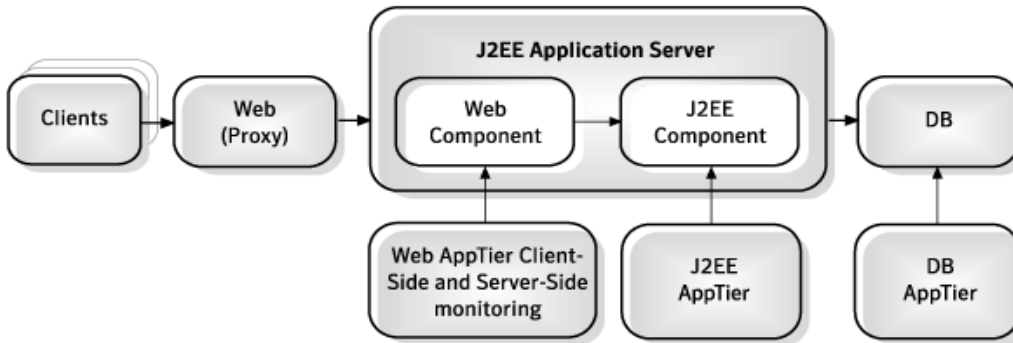 J2EE Application Server
Clients
Web
(Proxy)
Web
Component
J2EE
Component
DB
Web AppTier Client-
Side and Server-Side
monitoring
J2EE
AppTier
DB
AppTier